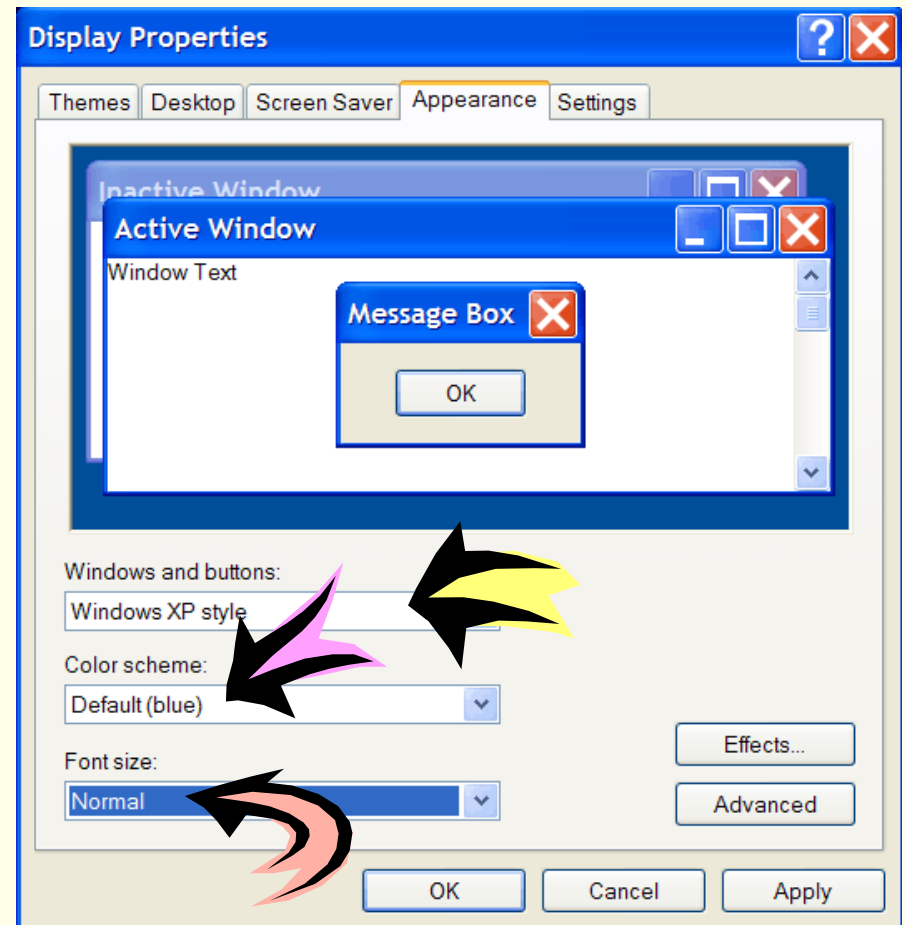 Display Properties
Themes Desktop Screen Saver Appearance Settings
Inactive Window
Active Window
Window Text
Message Box
OK
Windows and buttons:
Windows XP style
Color scheme:
Default (blue)
Font size:
Normal
Effects...
Advanced
OK Cancel Apply